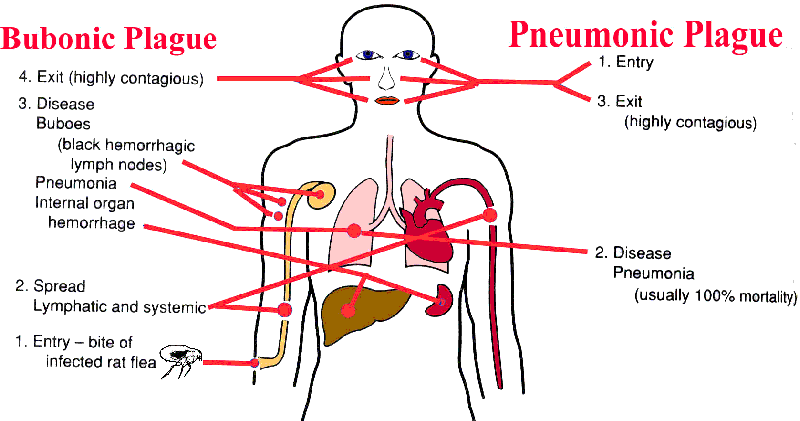 Bubonic Plague
4. Exit (highly contagious)
3. Disease
Buboes
(black hemorrhagic
lymph nodes)
Pneumonia
Internal organ
hemorrhage
2. Spread
Lymphatic and systemic
1. Entry – bite of
infected rat flea
Pneumonic Plague
1. Entry
3. Exit
(highly contagious)
2. Disease
Pneumonia
(usually 100% mortality)